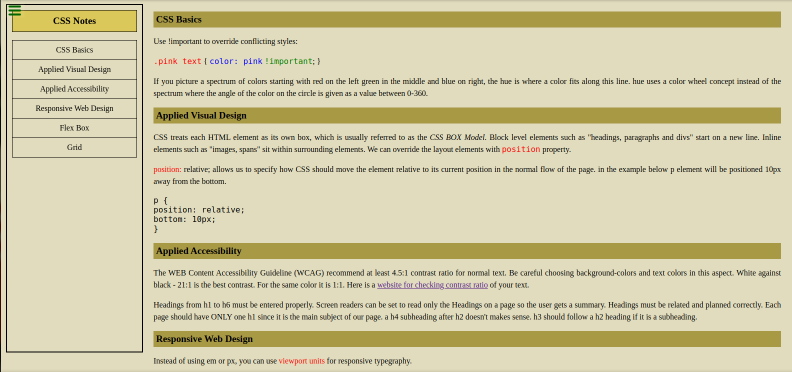 CSS Notes
CSS Basics
Applied Visual Design
Applied Accessibility
Responsive Web Design
Flex Box
Grid
CSS Basics
Use !important to override conflicting styles:
.pink text { color: pink !important; }
If you picture a spectrum of colors starting with red on the left green in the middle and blue on right, the hue is where a color fits along this line. hue uses a color wheel concept instead of the
spectrum where the angle of the color on the circle is given as a value between 0-360.
Applied Visual Design
CSS treats each HTML element as its own box, which is usually referred to as the CSS BOX Model. Block level elements such as "headings, paragraphs and divs" start on a new line. Inline
elements such as "images, spans" sit within surrounding elements. We can override the layout elements with position property.
position: relative; allows us to specify how CSS should move the element relative to its current position in the normal flow of the page. in the example below p element will be positioned 10px
away from the bottom.
p {
position: relative;
bottom: 10px;
}
Applied Accessibility
The WEB Content Accessibility Guideline (WCAG) recommend at least 4.5:1 contrast ratio for normal text. Be careful choosing background-colors and text colors in this aspect. White against
black - 21:1 is the best contrast. For the same color it is 1:1. Here is a website for checking contrast ratio of your text.
Headings from h1 to h6 must be entered properly. Screen readers can be set to read only the Headings on a page so the user gets a summary. Headings must be related and planned correctly. Each
page should have ONLY one h1 since it is the main subject of our page. a h4 subheading after h2 doesn't makes sense. h3 should follow a h2 heading if it is a subheading.
Responsive Web Design
Instead of using em or px, you can use viewport units for responsive typegraphy.